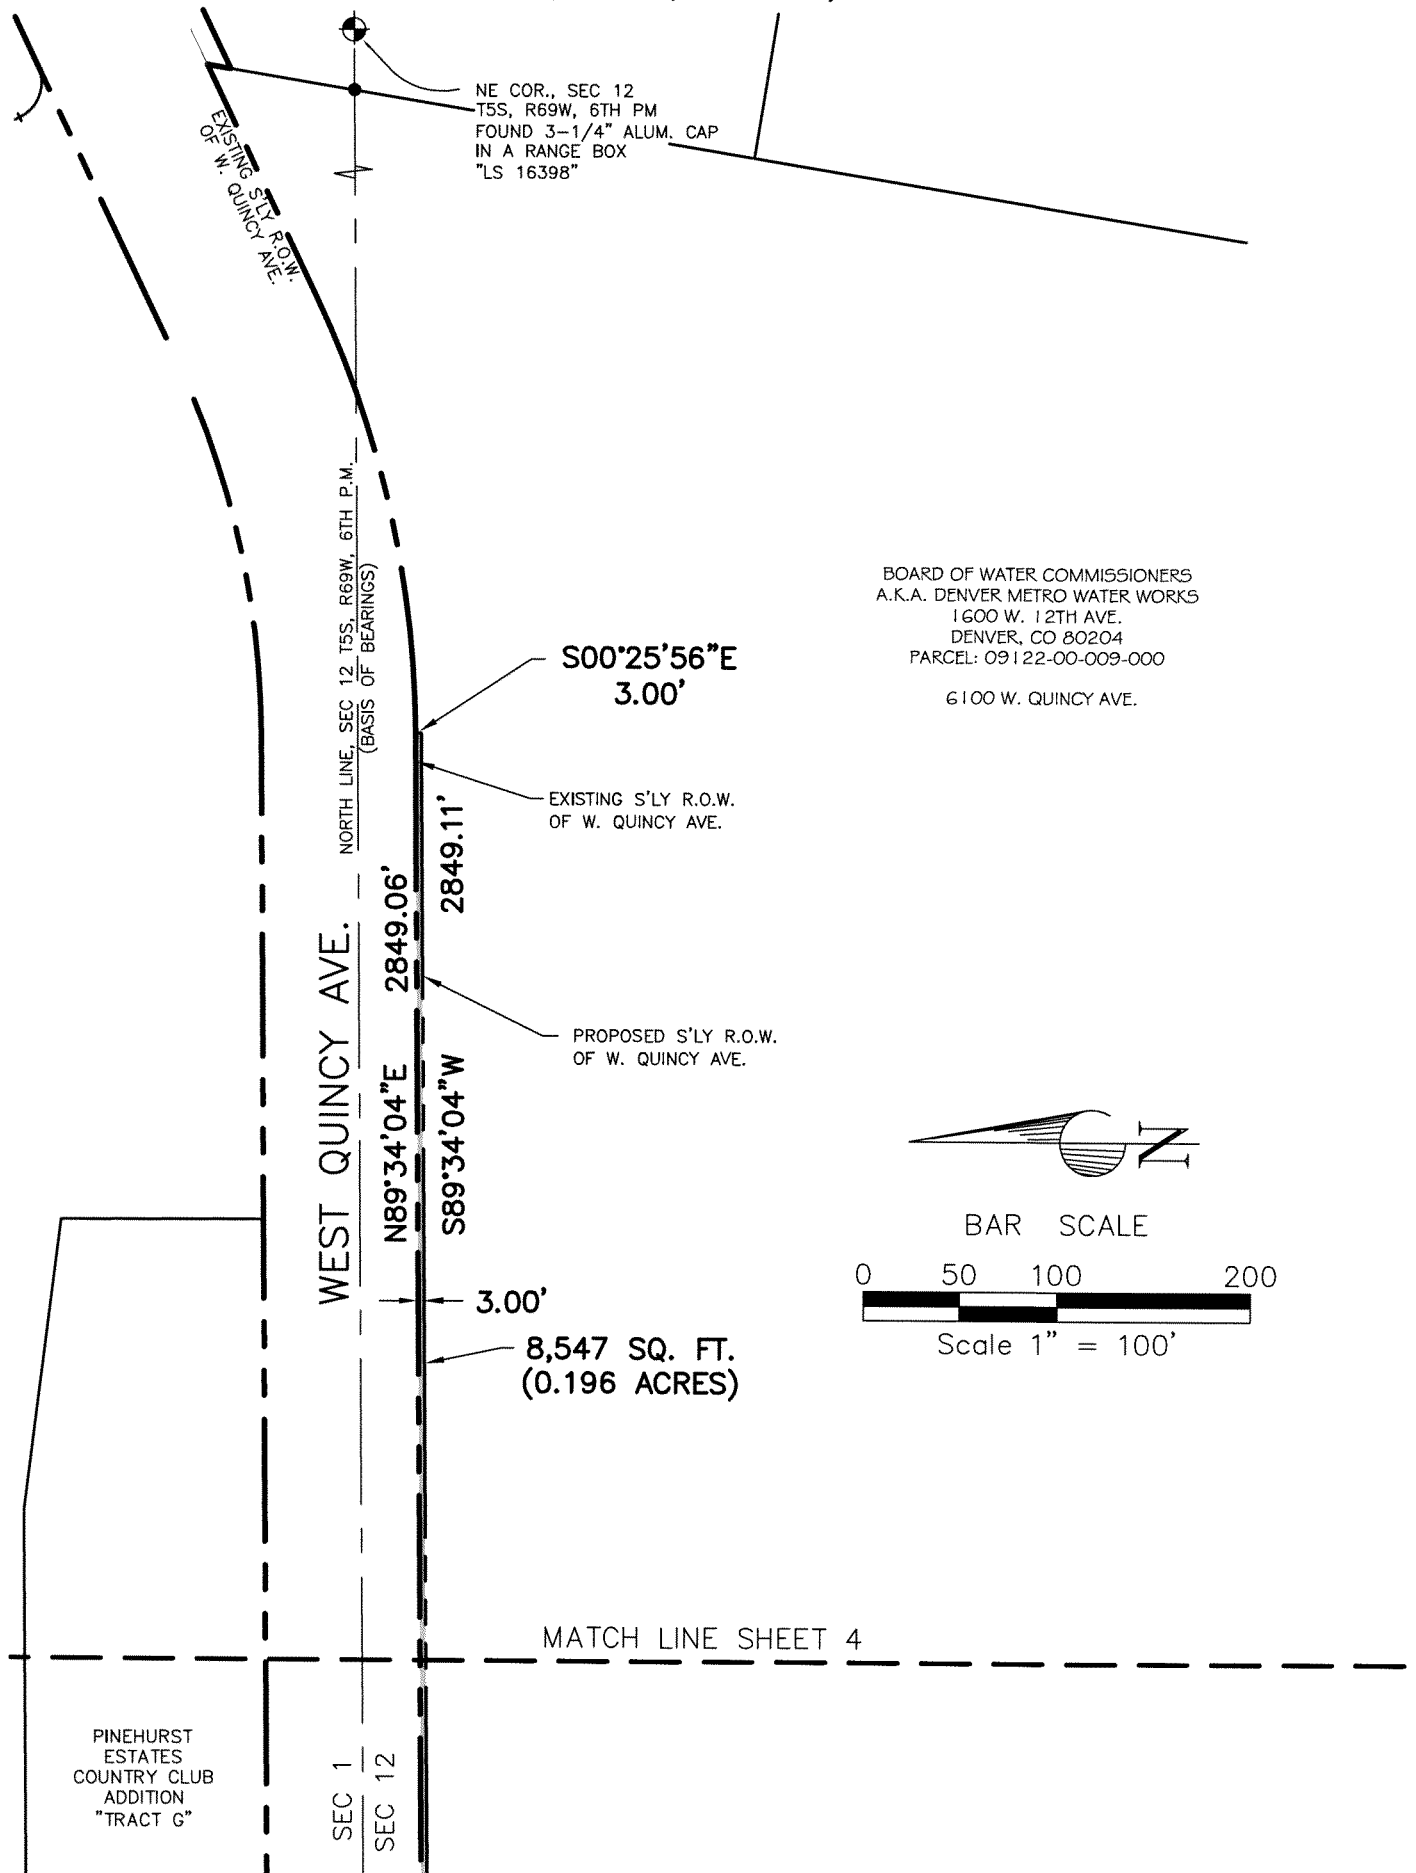 NE COR., SEC 12
T5S, R69W, 6TH PM
FOUND 3-1/4" ALUM. CAP
IN A RANGE BOX
"LS 16398"
EXISTING S'LY R.O.W.
OF W. QUINCY AVE.
NORTH LINE, SEC 12 T5S, R69W, 6TH P.M.
(BASIS OF BEARINGS)
BOARD OF WATER COMMISSIONERS
A.K.A. DENVER METRO WATER WORKS
1600 W. 12TH AVE.
DENVER, CO 80204
PARCEL: 09122-00-009-000
6100 W. QUINCY AVE.
S00°25'56"E
3.00'
EXISTING S'LY R.O.W.
OF W. QUINCY AVE.
WEST QUINCY AVE.
N89°34'04"E 2849.06'
S89°34'04"W 2849.11'
PROPOSED S'LY R.O.W.
OF W. QUINCY AVE.
N
BAR SCALE
0 50 100 200
Scale 1" = 100'
3.00'
8,547 SQ. FT.
(0.196 ACRES)
MATCH LINE SHEET 4
PINEHURST
ESTATES
COUNTRY CLUB
ADDITION
"TRACT G"
SEC 1
SEC 12